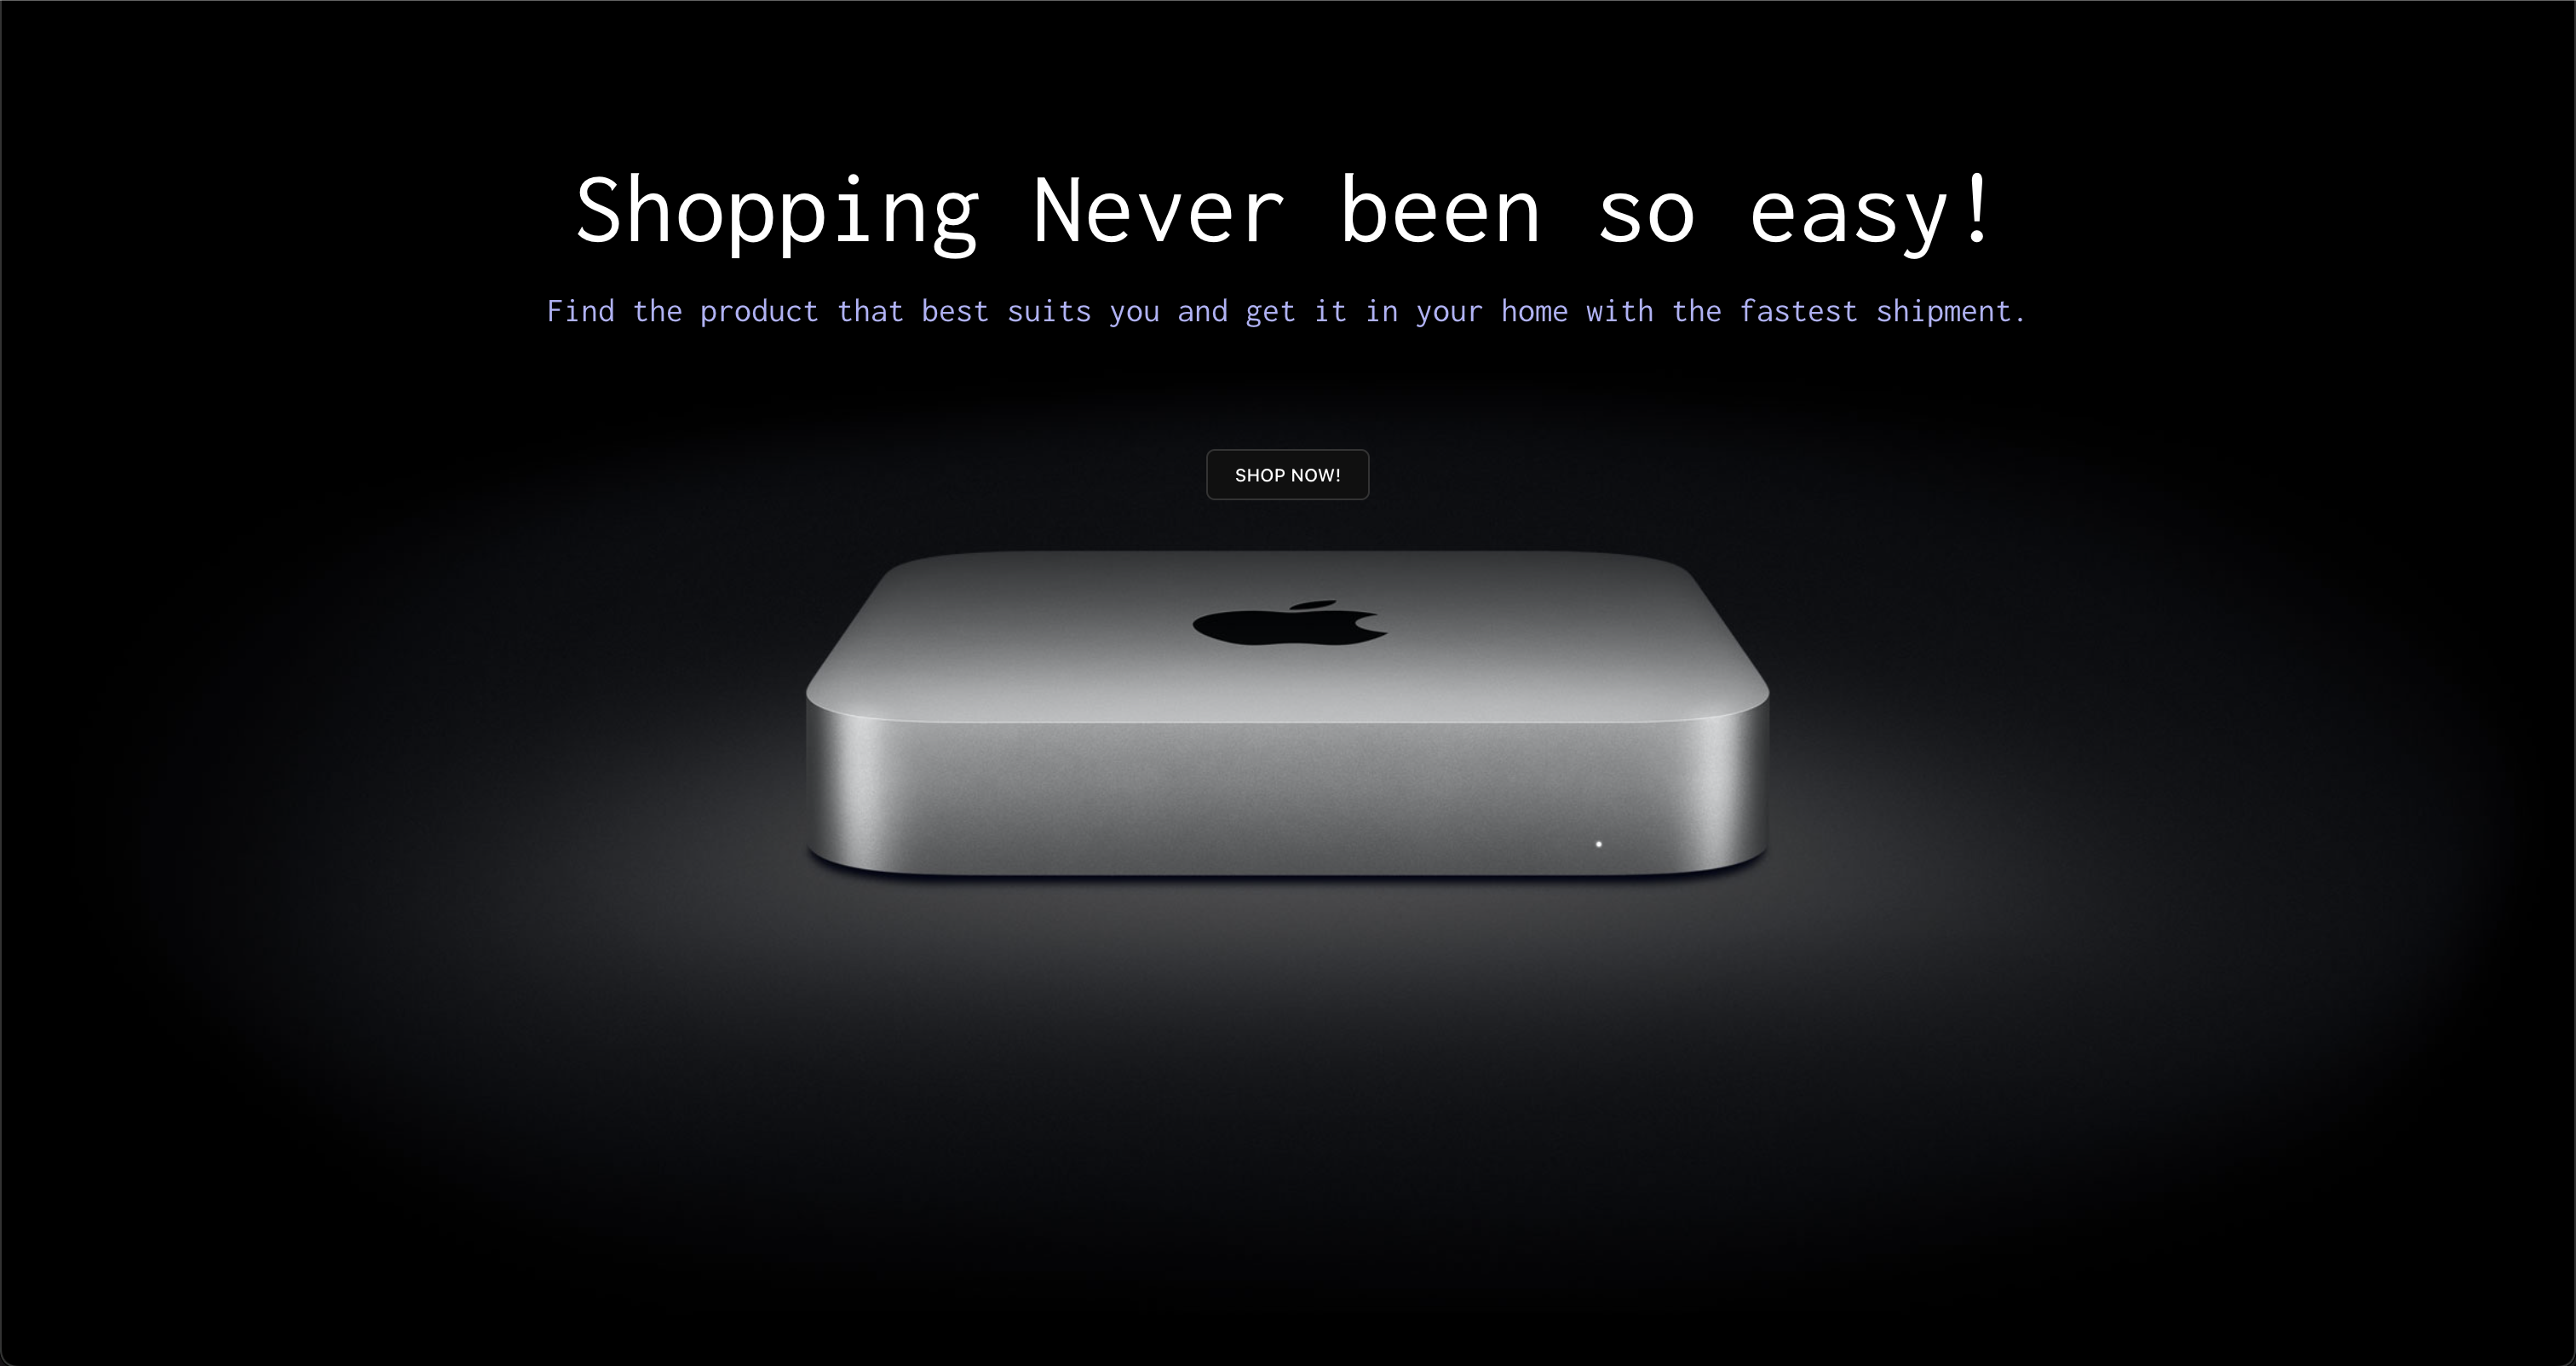 Shopping Never been so easy!
Find the product that best suits you and get it in your home with the fastest shipment.
SHOP NOW!